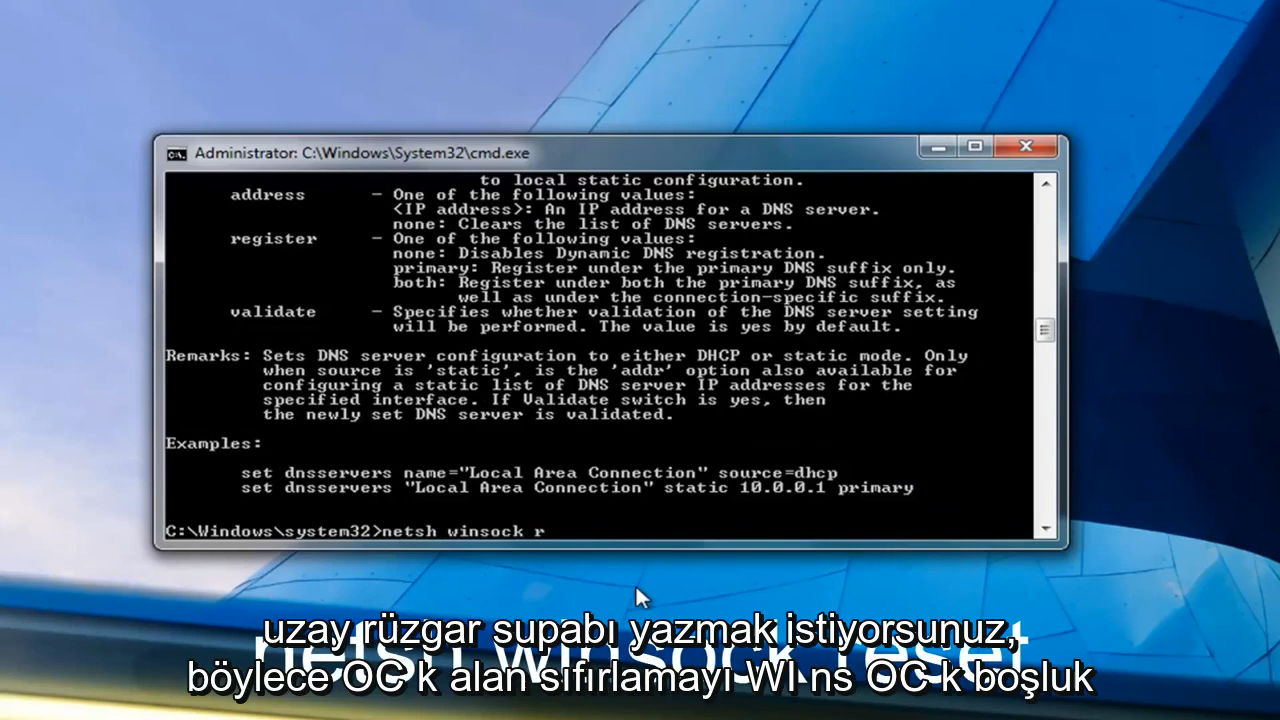 Administrator: C:\Windows\System32\cmd.exe
to local static configuration.
address - One of the following values:
<IP address>: An IP address for a DNS server.
none: Clears the list of DNS servers.
register - One of the following values:
none: Disables Dynamic DNS registration.
primary: Register under the primary DNS suffix only.
both: Register under both the primary DNS suffix, as
well as under the connection-specific suffix.
validate - Specifies whether validation of the DNS server setting
will be performed. The value is yes by default.
Remarks: Sets DNS server configuration to either DHCP or static mode. Only
when source is 'static', is the 'addr' option also available for
configuring a static list of DNS server IP addresses for the
specified interface. If Validate switch is yes, then
the newly set DNS server is validated.
Examples:
set dnsservers name="Local Area Connection" source=dhcp
set dnsservers "Local Area Connection" static 10.0.0.1 primary
C:\Windows\system32>netsh winsock r
uzay rüzgar supabı yazmak istiyorsunuz,
netsh winsock reset
böylece OC k alan sıfırlamayı WI ns OC k boşluk